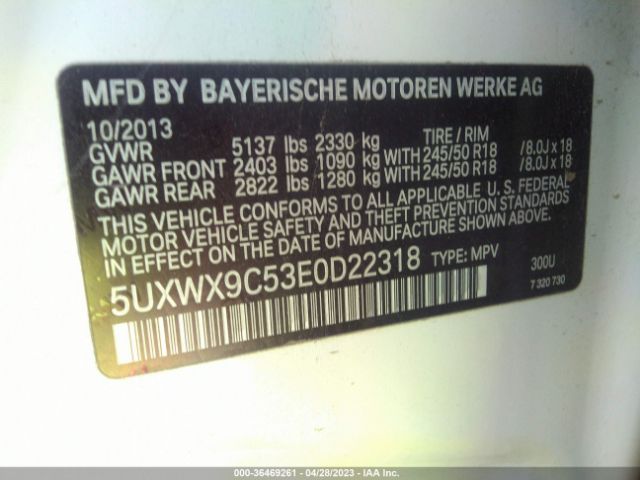 MFD BY BAYERISCHE MOTOREN WERKE AG
10/2013 TIRE / RIM
GVWR 5137 lbs 2330 kg
GAWR FRONT 2403 lbs 1090 kg WITH 245/50 R18 /8.0J x 18
GAWR REAR 2822 lbs 1280 kg WITH 245/50 R18 /8.0J x 18
THIS VEHICLE CONFORMS TO ALL APPLICABLE U.S. FEDERAL
MOTOR VEHICLE SAFETY AND THEFT PREVENTION STANDARDS
IN EFFECT ON THE DATE OF MANUFACTURE SHOWN ABOVE.
5UXWX9C53E0D22318 TYPE: MPV 300U
7 320 730
000-36469261 - 04/28/2023 - IAA Inc.